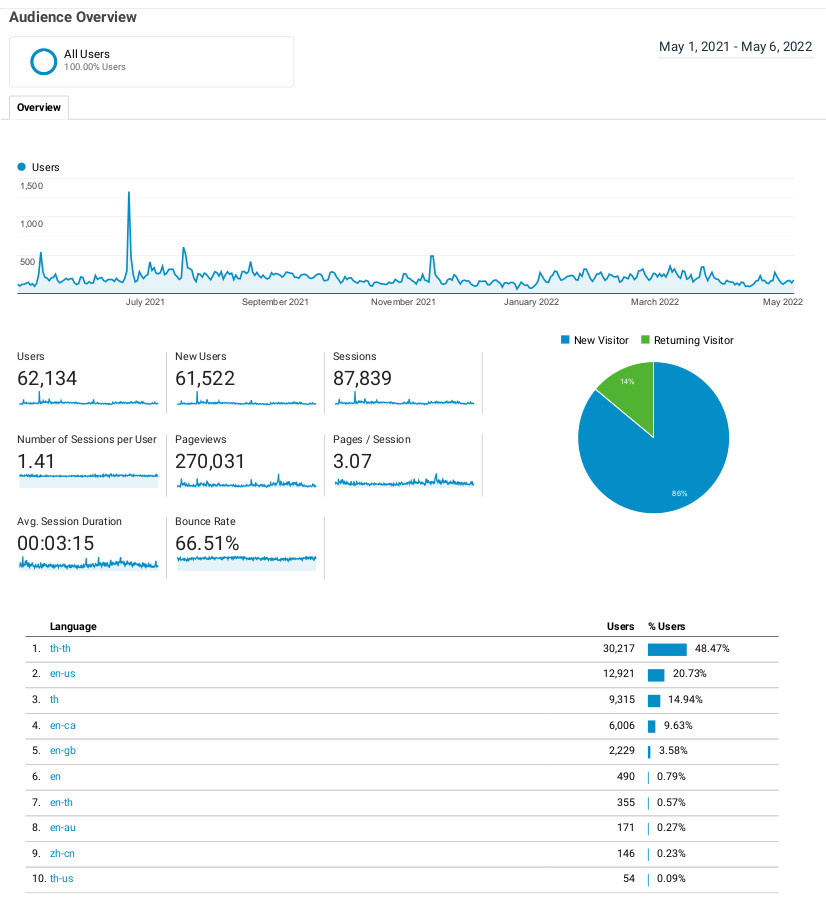 Audience Overview
All Users
100.00% Users
May 1, 2021 - May 6, 2022
Overview
Users
1,500
1,000
500
July 2021 September 2021 November 2021 January 2022 March 2022 May 2022
New Visitor Returning Visitor
14%
86%
Users New Users Sessions
62,134 61,522 87,839
Number of Sessions per User Pageviews Pages / Session
1.41 270,031 3.07
Avg. Session Duration Bounce Rate
00:03:15 66.51%
Language Users % Users
1. th-th 30,217 48.47%
2. en-us 12,921 20.73%
3. th 9,315 14.94%
4. en-ca 6,006 9.63%
5. en-gb 2,229 3.58%
6. en 490 0.79%
7. en-th 355 0.57%
8. en-au 171 0.27%
9. zh-cn 146 0.23%
10. th-us 54 0.09%